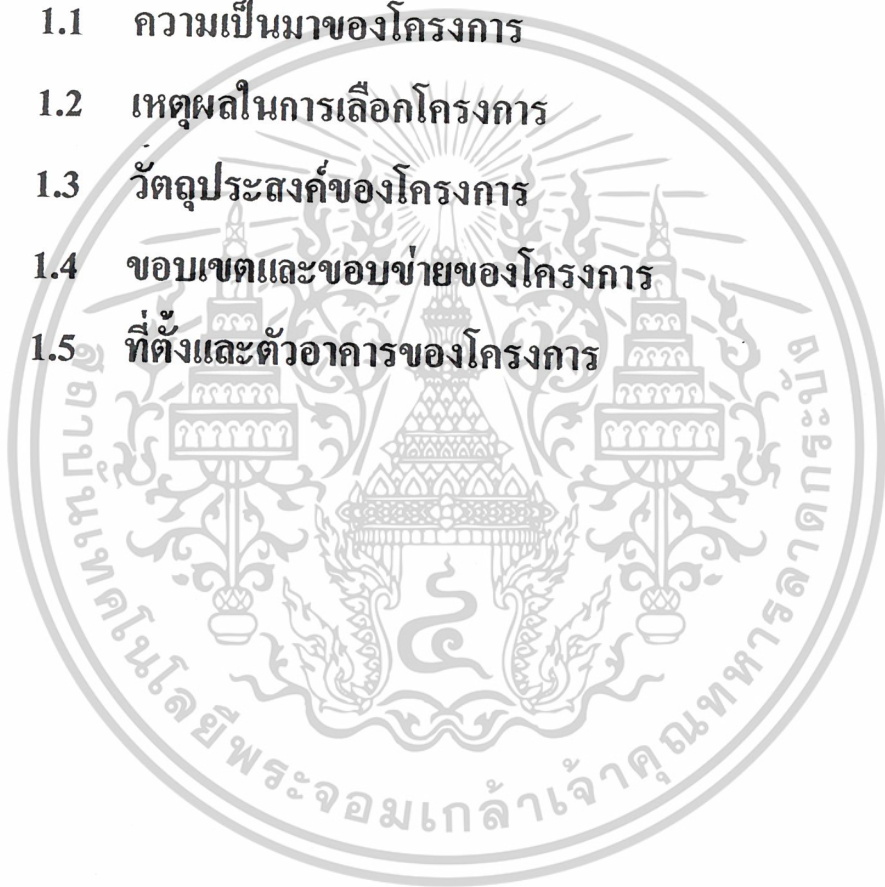 1.1 ความเป็นมาของโครงการ
1.2 เหตุผลในการเลือกโครงการ
1.3 วัตถุประสงค์ของโครงการ
1.4 ขอบเขตและขอบข่ายของโครงการ
1.5 ที่ตั้งและตัวอาคารของโครงการ
สถาบันเทคโนโลยีพระจอมเกล้าเจ้าคุณทหารลาดกระบัง
๔